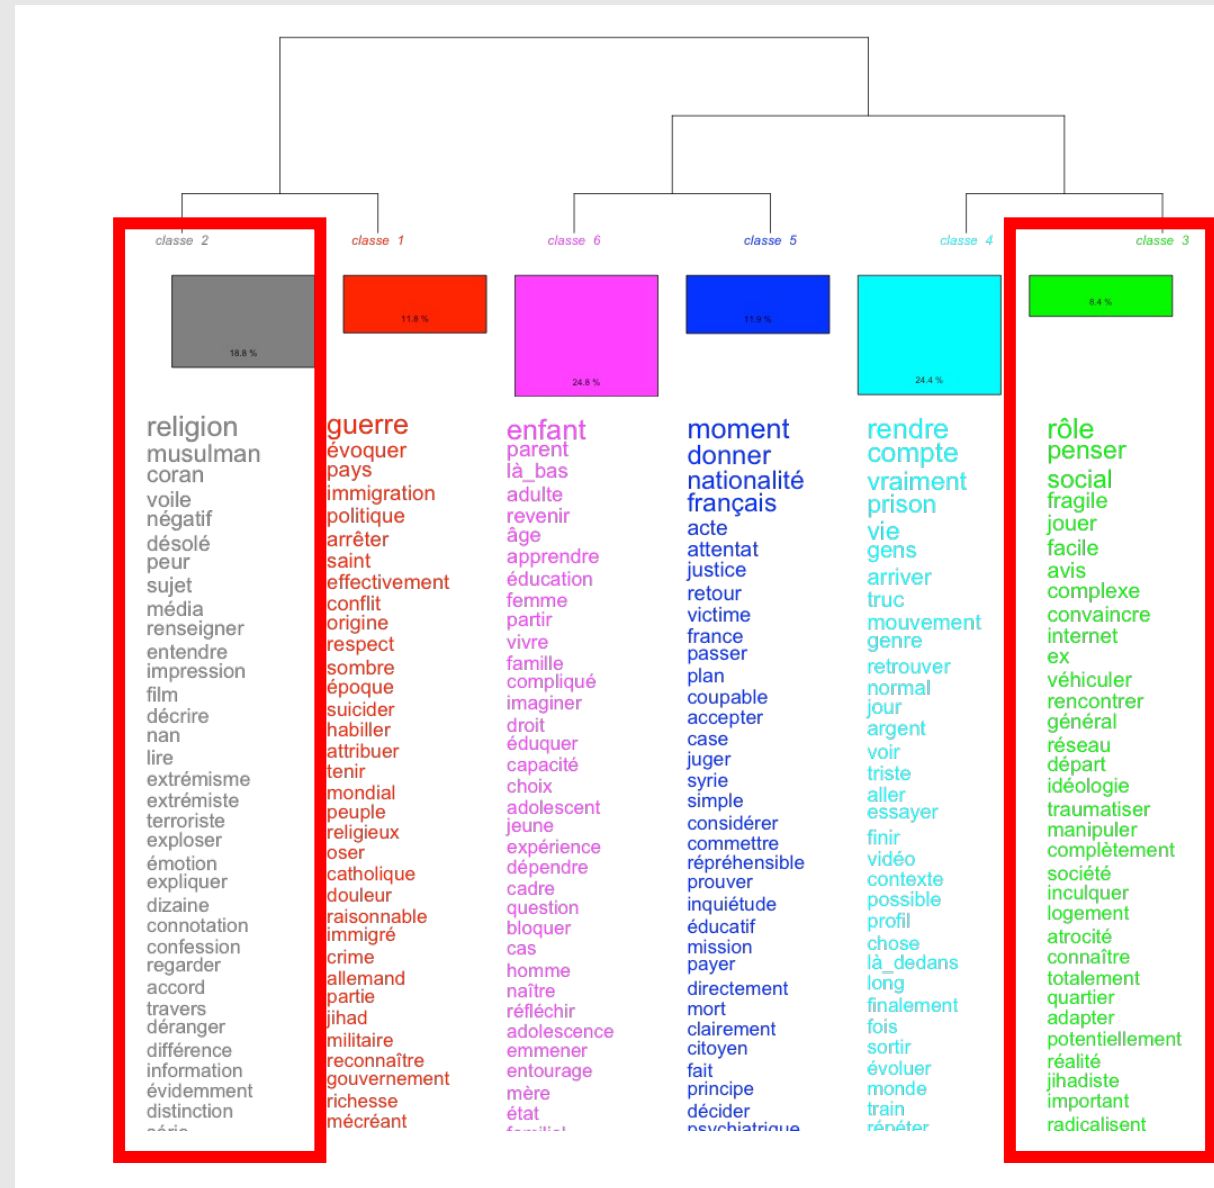 classe 2
classe 1
classe 6
classe 5
classe 4
classe 3
18.8 %
11.8 %
24.8 %
11.9 %
24.4 %
8.4 %
religion
musulman
coran
voile
négatif
désolé
peur
sujet
média
renseigner
entendre
impression
film
décrire
nan
lire
extrémisme
extrémiste
terroriste
exploser
émotion
expliquer
dizaine
connotation
confession
regarder
accord
travers
déranger
différence
information
évidemment
distinction
guerre
évoquer
pays
immigration
politique
arrêter
saint
effectivement
conflit
origine
respect
sombre
époque
suicider
habiller
attribuer
tenir
mondial
peuple
religieux
oser
catholique
douleur
raisonnable
immigré
crime
allemand
partie
jihad
militaire
reconnaître
gouvernement
richesse
mécréant
enfant
parent
là_bas
adulte
revenir
âge
apprendre
éducation
femme
partir
vivre
famille
compliqué
imaginer
droit
éduquer
capacité
choix
adolescent
jeune
expérience
dépendre
cadre
question
bloquer
cas
homme
naître
réfléchir
adolescence
emmener
entourage
mère
état
moment
donner
nationalité
français
acte
attentat
justice
retour
victime
france
passer
plan
coupable
accepter
case
juger
syrie
simple
considérer
commettre
répréhensible
prouver
inquiétude
éducatif
mission
payer
directement
mort
clairement
citoyen
fait
principe
décider
psychiatrique
rendre
compte
vraiment
prison
vie
gens
arriver
truc
mouvement
genre
retrouver
normal
jour
argent
voir
triste
aller
essayer
finir
vidéo
contexte
possible
profil
chose
là_dedans
long
finalement
fois
sortir
évoluer
monde
train
répéter
rôle
penser
social
fragile
jouer
facile
avis
complexe
convaincre
internet
ex
véhiculer
rencontrer
général
réseau
départ
idéologie
traumatiser
manipuler
complètement
société
inculquer
logement
atrocité
connaître
totalement
quartier
adapter
potentiellement
réalité
jihadiste
important
radicalisent